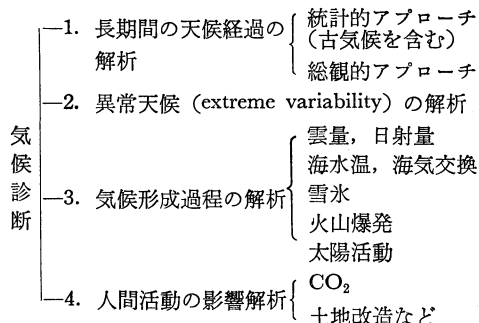 気候診断
1. 長期間の天候経過の
解析
統計的アプローチ
(古気候を含む)
総観的アプローチ
2. 異常天候 (extreme variability) の解析
3. 気候形成過程の解析
雲量,日射量
海水温,海気交換
雪氷
火山爆発
太陽活動
4. 人間活動の影響解析
CO₂
土地改造など